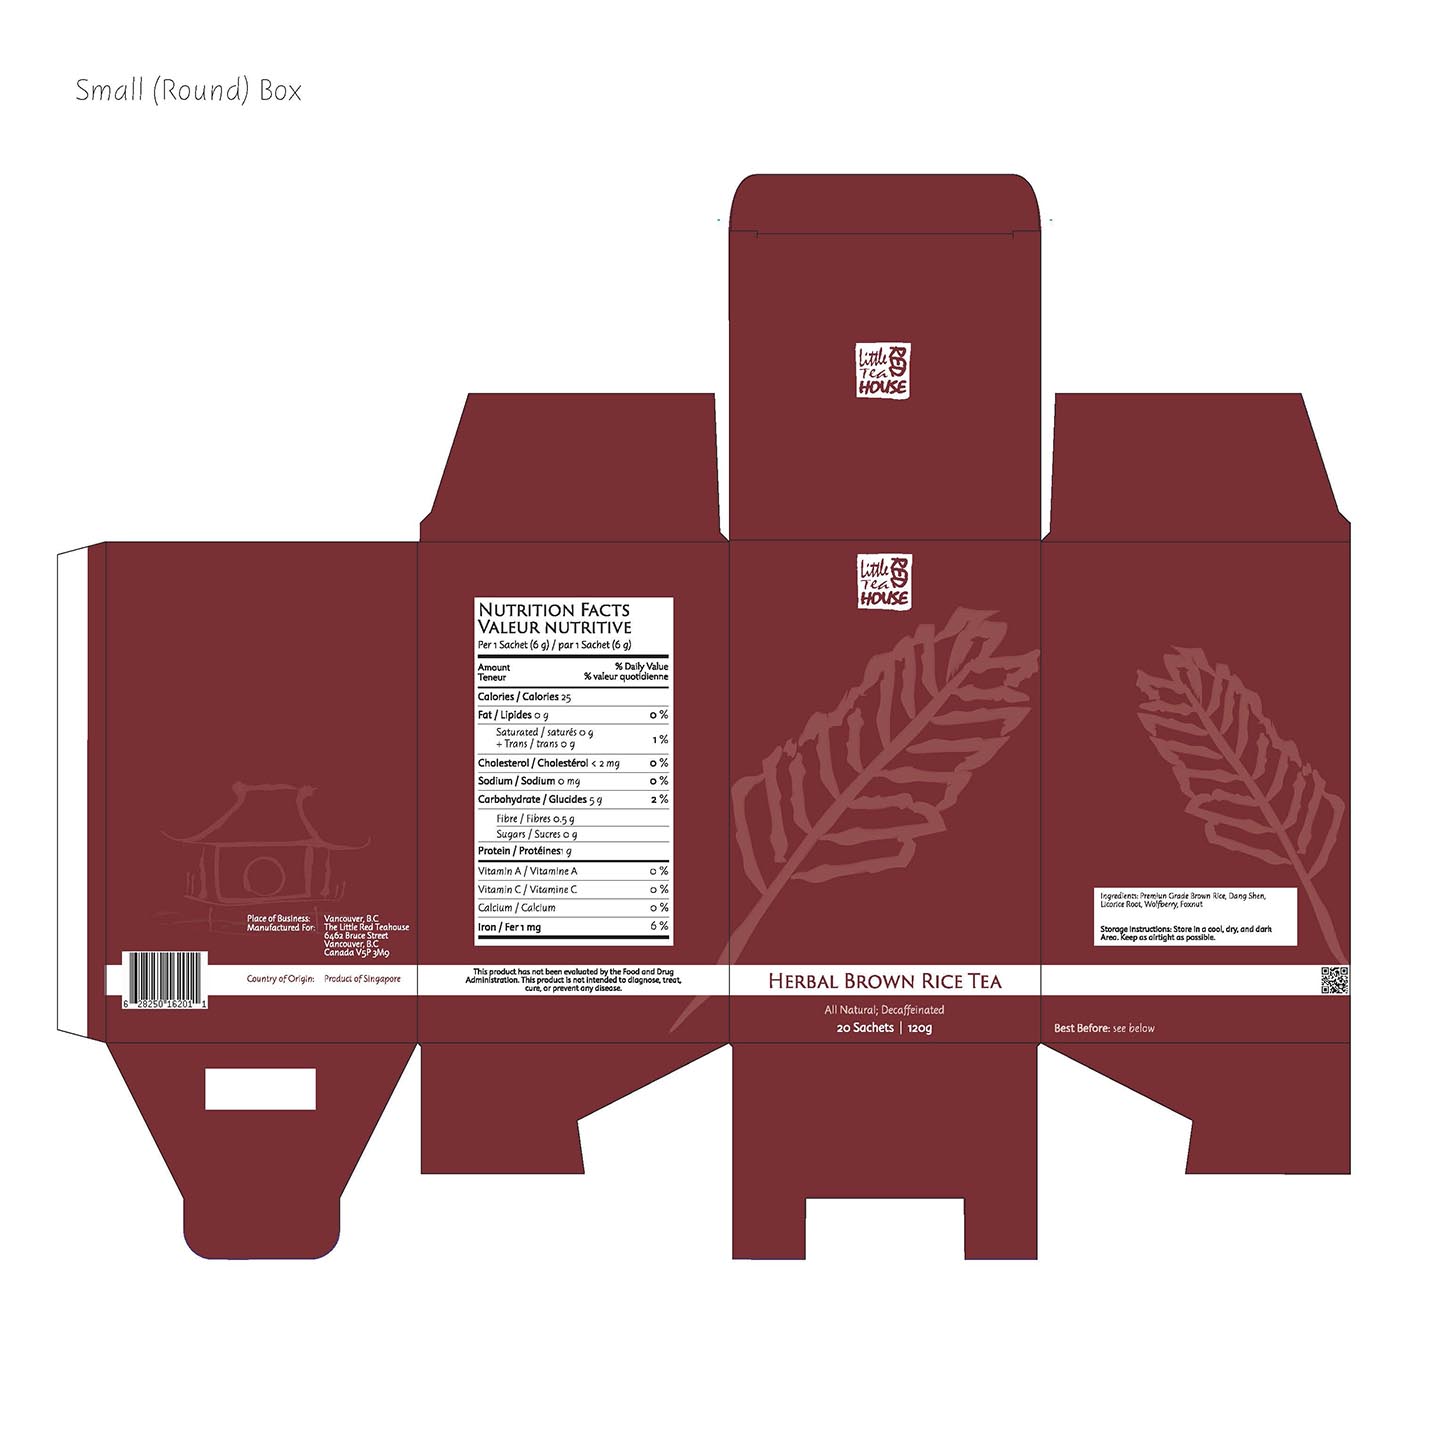 Small (Round) Box
Little RED
Tea
HOUSE
Little RED
Tea
HOUSE
NUTRITION FACTS
VALEUR NUTRITIVE
Per 1 Sachet (6 g) / par 1 Sachet (6 g)
Amount % Daily Value
Teneur % valeur quotidienne
Calories / Calories 25
Fat / Lipides 0 g 0 %
Saturated / saturés 0 g
+ Trans / trans 0 g 1 %
Cholesterol / Cholestérol < 2 mg 0 %
Sodium / Sodium 0 mg 0 %
Carbohydrate / Glucides 5 g 2 %
Fibre / Fibres 0.5 g
Sugars / Sucres 0 g
Protein / Protéines1 g
Vitamin A / Vitamine A 0 %
Vitamin C / Vitamine C 0 %
Calcium / Calcium 0 %
Iron / Fer 1 mg 6 %
Place of Business: Vancouver, B.C
Manufactured For: The Little Red Teahouse
6462 Bruce Street
Vancouver, B.C
Canada V5P 3M9
Country of Origin: Product of Singapore
6 28250 16201 1
This product has not been evaluated by the Food and Drug
Administration. This product is not intended to diagnose, treat,
cure, or prevent any disease.
HERBAL BROWN RICE TEA
All Natural; Decaffeinated
20 Sachets | 120g
Ingredients: Premiun Grade Brown Rice, Dang Shen,
Licorice Root, Wolfberry, Foxnut
Storage Instructions: Store in a cool, dry, and dark
Area. Keep as airtight as possible.
Best Before: see below